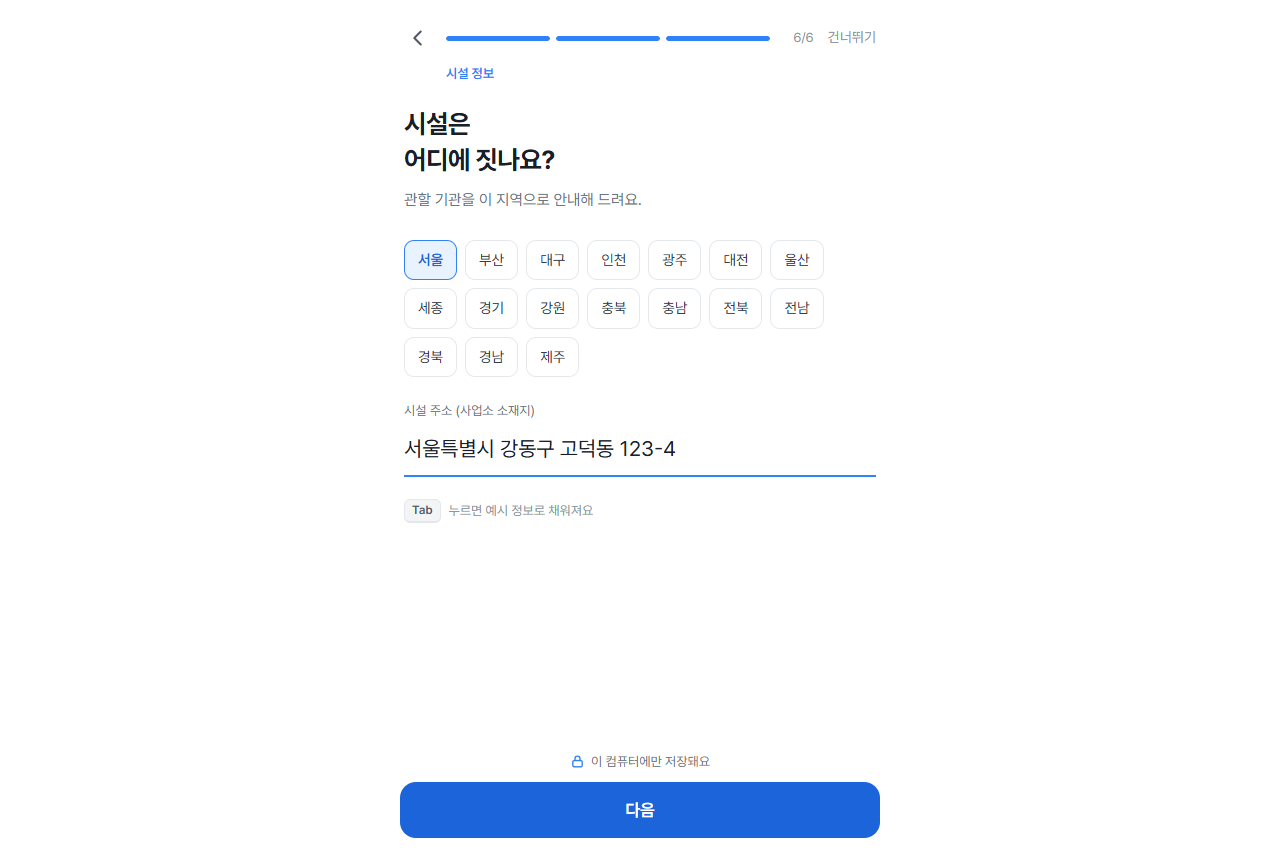 6/6 건너뛰기
시설 정보
시설은
어디에 짓나요?
관할 기관을 이 지역으로 안내해 드려요.
서울 부산 대구 인천 광주 대전 울산
세종 경기 강원 충북 충남 전북 전남
경북 경남 제주
시설 주소 (사업소 소재지)
서울특별시 강동구 고덕동 123-4
Tab 누르면 예시 정보로 채워져요
이 컴퓨터에만 저장돼요
다음